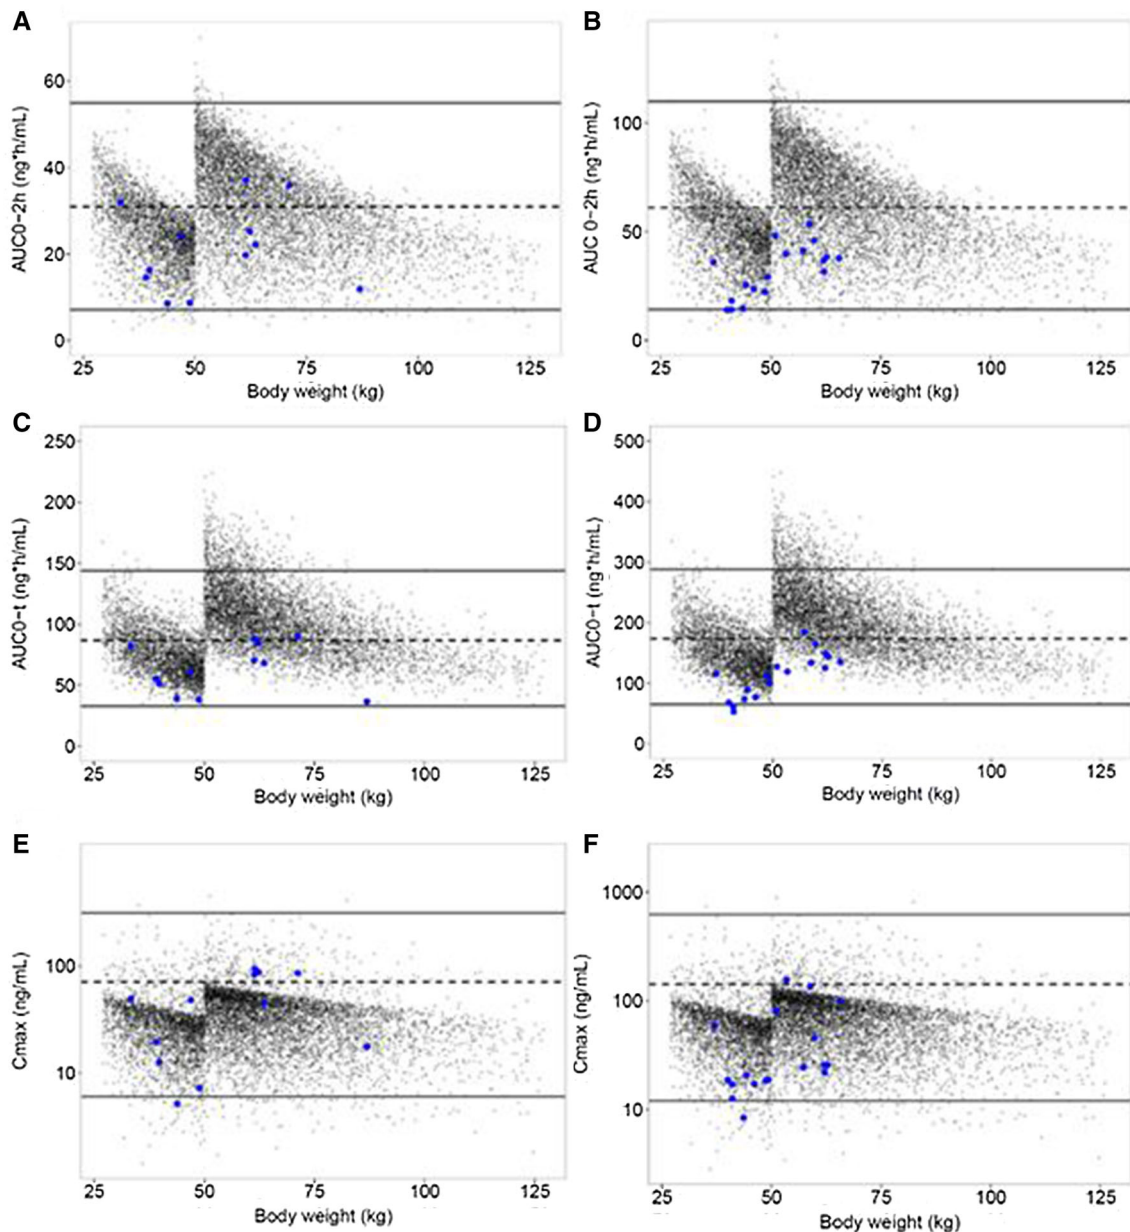 A
AUC0-2h (ng*h/mL)
60
40
20
0
25 50 75 100 125
Body weight (kg)
B
AUC 0-2h (ng*h/mL)
100
50
0
25 50 75 100 125
Body weight (kg)
C
AUC0-t (ng*h/mL)
250
200
150
100
50
0
25 50 75 100 125
Body weight (kg)
D
AUC0-t (ng*h/mL)
500
400
300
200
100
0
25 50 75 100 125
Body weight (kg)
E
Cmax (ng/mL)
100
10
25 50 75 100 125
Body weight (kg)
F
Cmax (ng/mL)
1000
100
10
25 50 75 100 125
Body weight (kg)